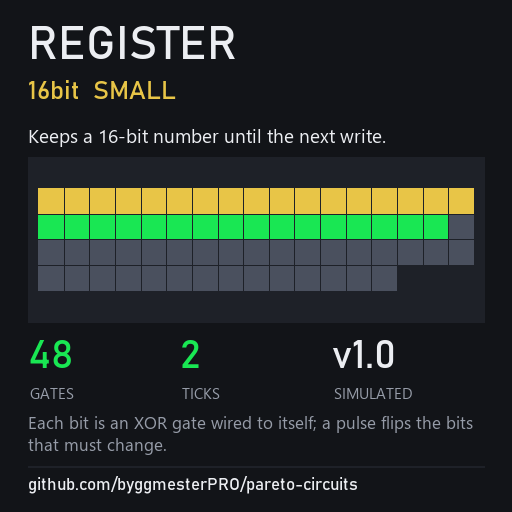 REGISTER
16bit SMALL
Keeps a 16-bit number until the next write.
48 2 v1.0
GATES TICKS SIMULATED
Each bit is an XOR gate wired to itself; a pulse flips the bits
that must change.
github.com/byggmesterPRO/pareto-circuits